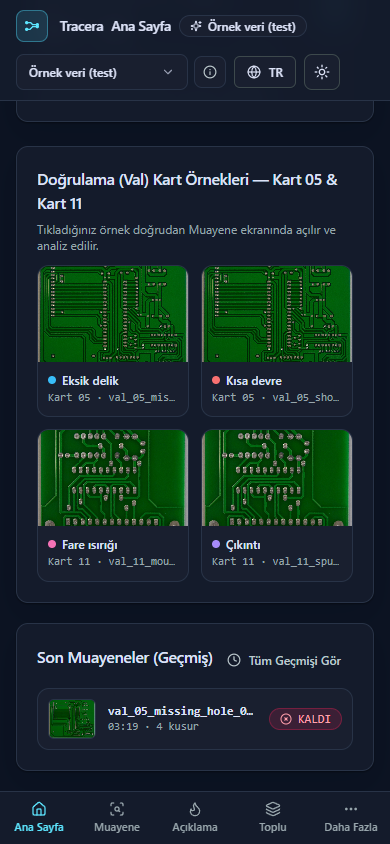 Tracera Ana Sayfa Örnek veri (test)
Örnek veri (test) TR
Doğrulama (Val) Kart Örnekleri — Kart 05 &
Kart 11
Tıkladığınız örnek doğrudan Muayene ekranında açılır ve
analiz edilir.
Eksik delik
Kart 05 · val_05_mis…
Kısa devre
Kart 05 · val_05_sho…
Fare ısırığı
Kart 11 · val_11_mou…
Çıkıntı
Kart 11 · val_11_spu…
Son Muayeneler (Geçmiş) Tüm Geçmişi Gör
val_05_missing_hole_0…
03:19 · 4 kusur
KALDI
Ana Sayfa Muayene Açıklama Toplu Daha Fazla